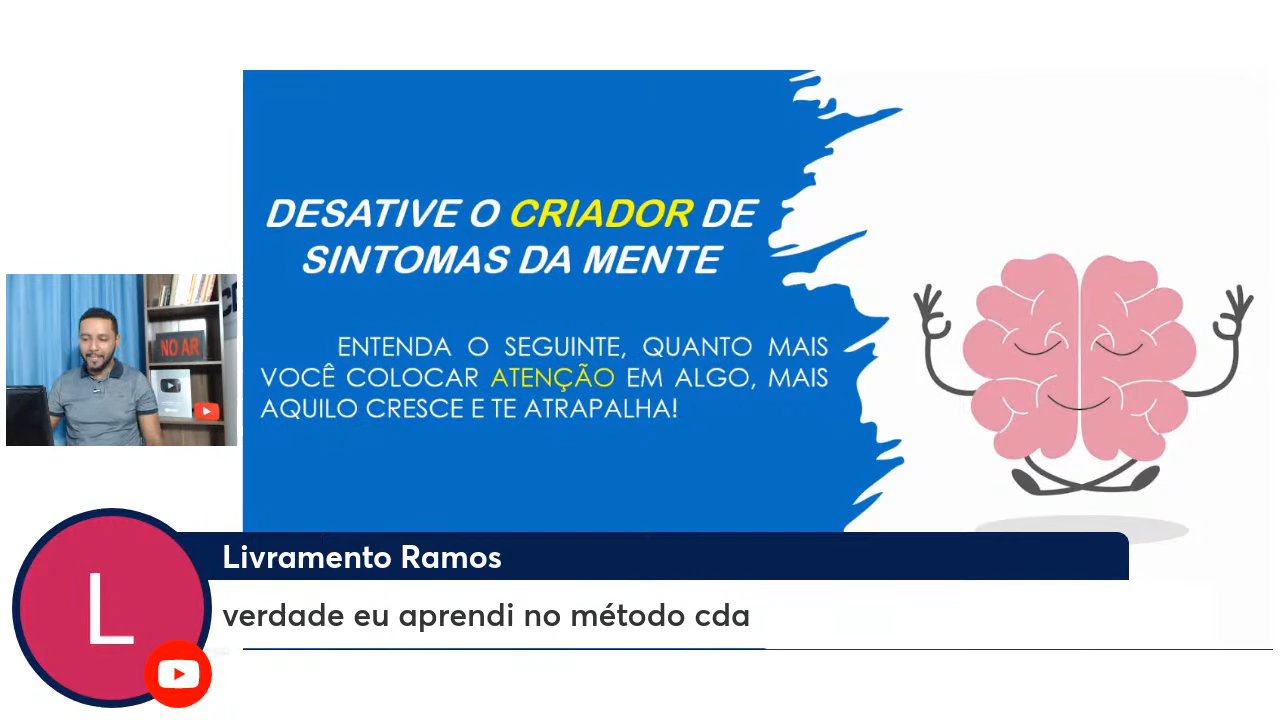 DESATIVE O CRIADOR DE
SINTOMAS DA MENTE
ENTENDA O SEGUINTE, QUANTO MAIS
VOCÊ COLOCAR ATENÇÃO EM ALGO, MAIS
AQUILO CRESCE E TE ATRAPALHA!
NO AR
L
Livramento Ramos
verdade eu aprendi no método cda